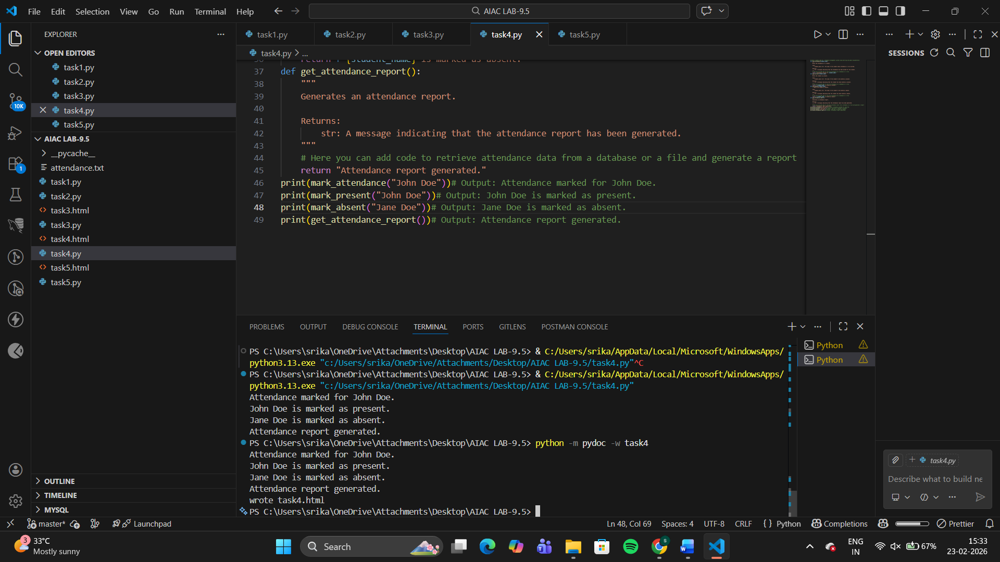 File Edit Selection View Go Run Terminal Help
AIAC LAB-9.5
EXPLORER
OPEN EDITORS
task1.py
task2.py
task3.py
task4.py
task5.py
AIAC LAB-9.5
__pycache__
attendance.txt
task1.py
task2.py
task3.html
task3.py
task4.html
task4.py
task5.html
task5.py
OUTLINE
TIMELINE
MYSQL
10K
1
task1.py task2.py task3.py task4.py task5.py
task4.py > ...
36 return f"{student_name} is marked as absent."
37 def get_attendance_report():
38 """
39 Generates an attendance report.
40
41 Returns:
42 str: A message indicating that the attendance report has been generated.
43 """
44 # Here you can add code to retrieve attendance data from a database or a file and generate a report
45 return "Attendance report generated."
46 print(mark_attendance("John Doe"))# Output: Attendance marked for John Doe.
47 print(mark_present("John Doe"))# Output: John Doe is marked as present.
48 print(mark_absent("Jane Doe"))# Output: Jane Doe is marked as absent.
49 print(get_attendance_report())# Output: Attendance report generated.
PROBLEMS OUTPUT DEBUG CONSOLE TERMINAL PORTS GITLENS POSTMAN CONSOLE
PS C:\Users\srika\OneDrive\Attachments\Desktop\AIAC LAB-9.5> & C:/Users/srika/AppData/Local/Microsoft/WindowsApps/
python3.13.exe "c:/Users/srika/OneDrive/Attachments/Desktop/AIAC LAB-9.5/task4.py"^C
PS C:\Users\srika\OneDrive\Attachments\Desktop\AIAC LAB-9.5> & C:/Users/srika/AppData/Local/Microsoft/WindowsApps/
python3.13.exe "c:/Users/srika/OneDrive/Attachments/Desktop/AIAC LAB-9.5/task4.py"
Attendance marked for John Doe.
John Doe is marked as present.
Jane Doe is marked as absent.
Attendance report generated.
PS C:\Users\srika\OneDrive\Attachments\Desktop\AIAC LAB-9.5> python -m pydoc -w task4
Attendance marked for John Doe.
John Doe is marked as present.
Jane Doe is marked as absent.
Attendance report generated.
wrote task4.html
PS C:\Users\srika\OneDrive\Attachments\Desktop\AIAC LAB-9.5>
Python
Python
SESSIONS
task4.py
Describe what to build ne
master* Launchpad
Ln 48, Col 69 Spaces: 4 UTF-8 CRLF { } Python Completions Prettier
3
33°C
Mostly sunny
Search
ENG
IN
67%
15:33
23-02-2026